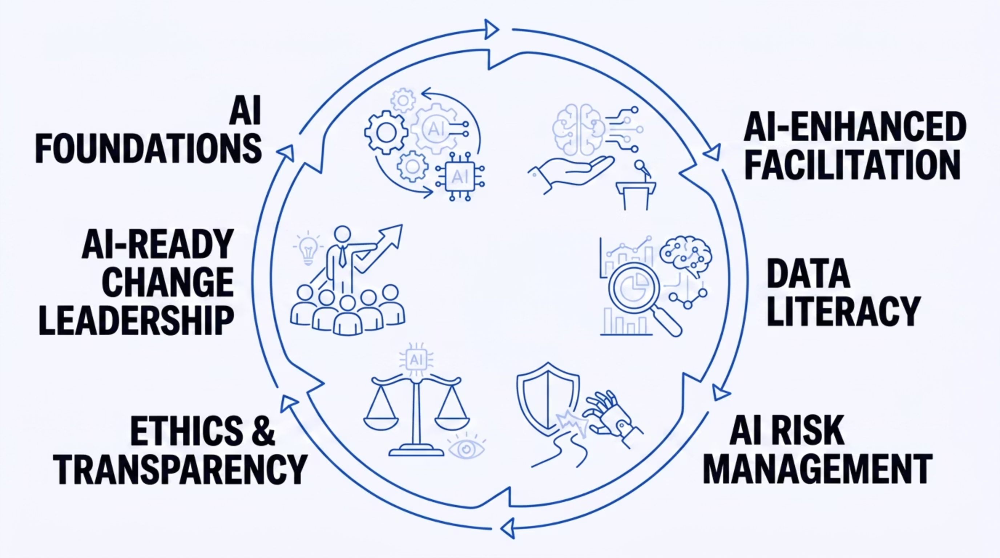 AI
FOUNDATIONS
AI-ENHANCED
FACILITATION
DATA
LITERACY
AI RISK
MANAGEMENT
ETHICS &
TRANSPARENCY
AI-READY
CHANGE
LEADERSHIP
AI
AI
AI